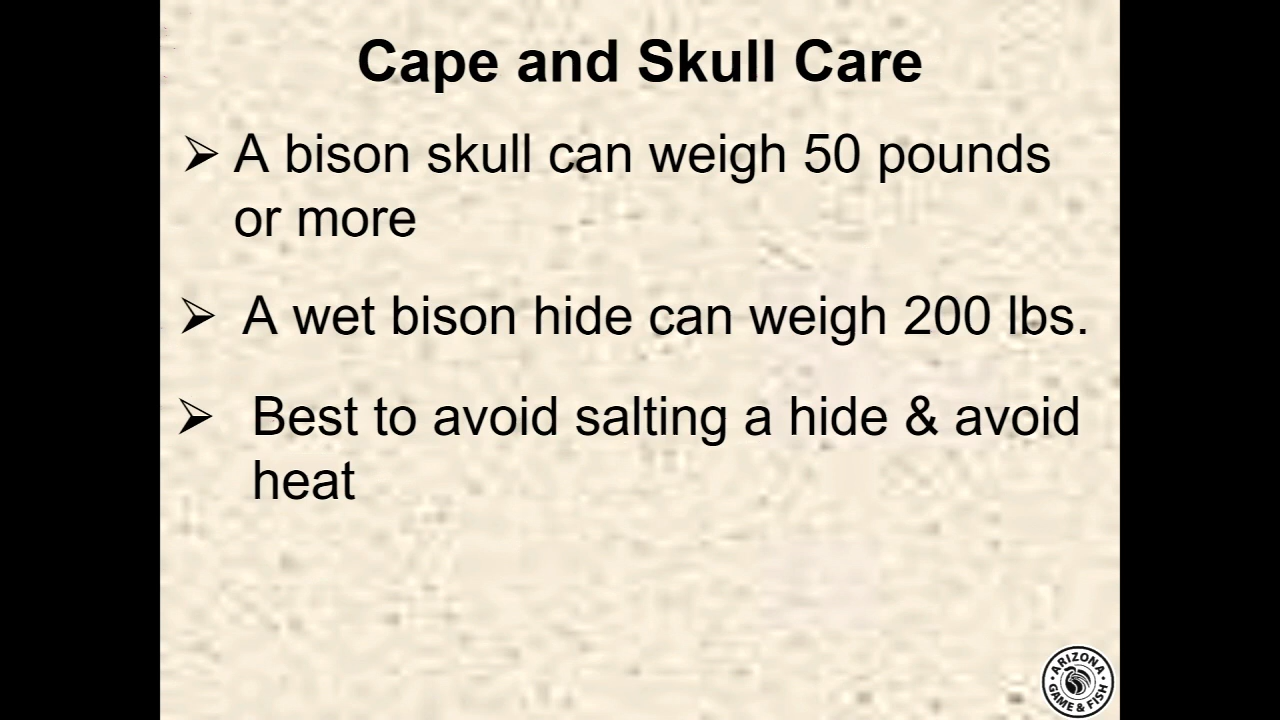 Cape and Skull Care
➢ A bison skull can weigh 50 pounds
or more
➢ A wet bison hide can weigh 200 lbs.
➢ Best to avoid salting a hide & avoid
heat
ARIZONA
GAME & FISH